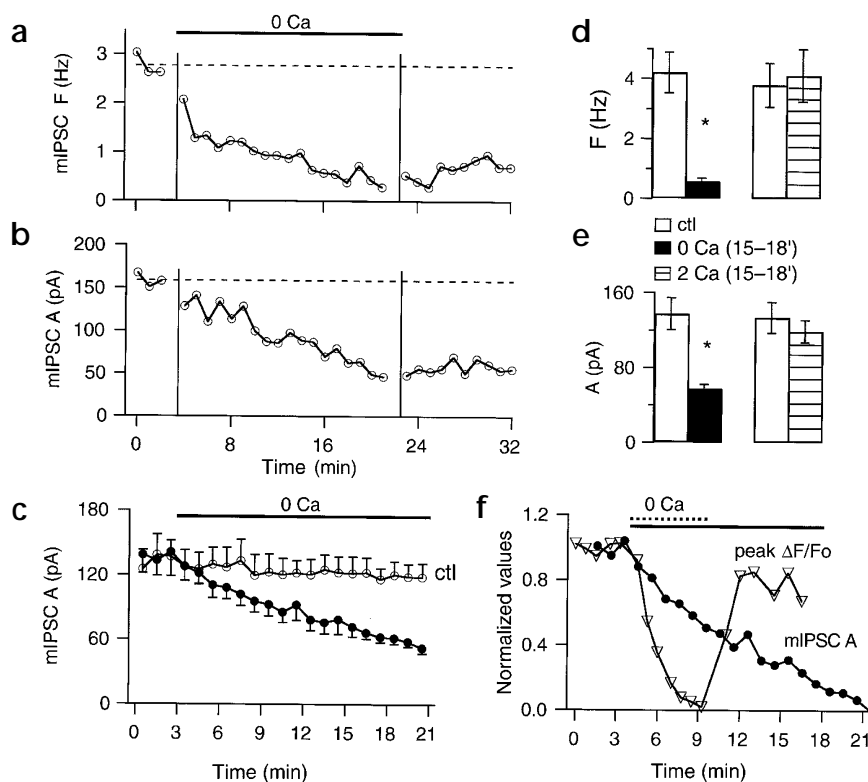 a
0 Ca
mIPSC F (Hz)
3
2
1
0
b
mIPSC A (pA)
200
150
100
50
0
0 8 16 24 32
Time (min)
c
0 Ca
mIPSC A (pA)
180
120
60
0
ctl
0 3 6 9 12 15 18 21
Time (min)
d
F (Hz)
4
2
0
*
ctl
0 Ca (15–18')
2 Ca (15–18')
e
A (pA)
160
80
0
*
f
0 Ca
Normalized values
1.2
0.8
0.4
0.0
peak ΔF/Fo
mIPSC A
0 3 6 9 12 15 18 21
Time (min)